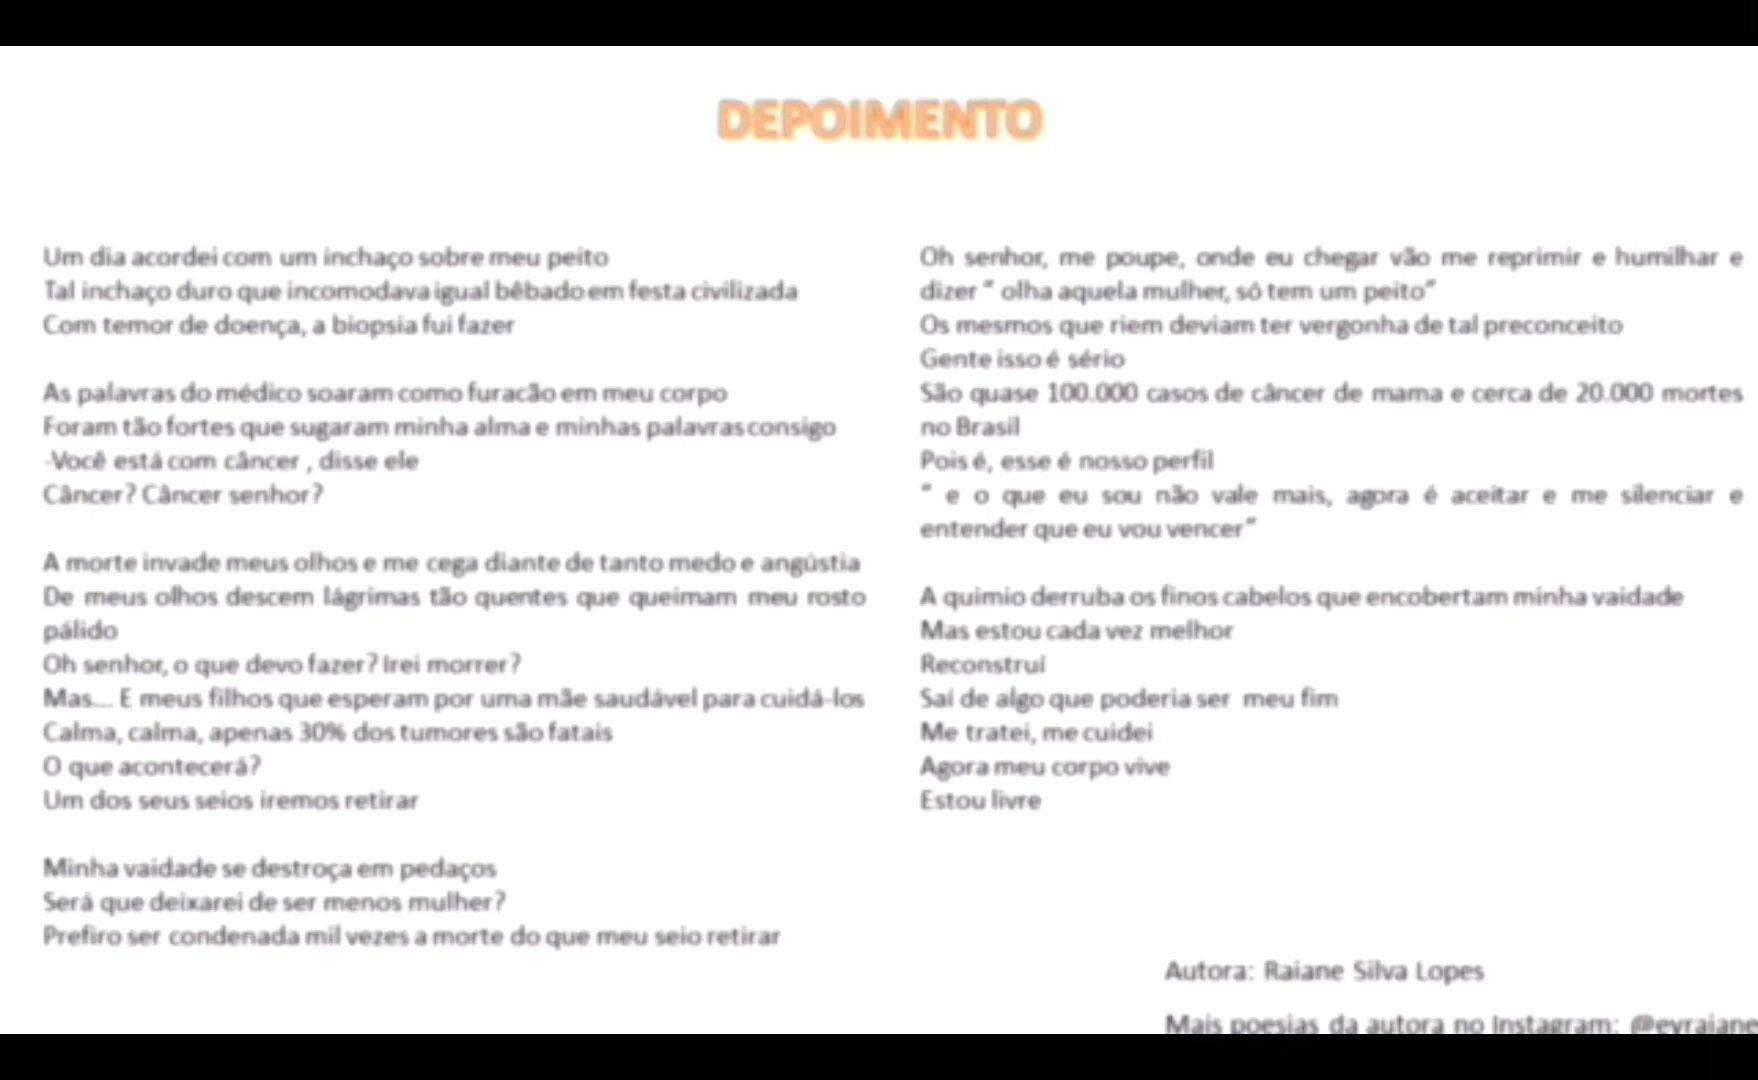 DEPOIMENTO
Um dia acordei com um inchaço sobre meu peito
Tal inchaço duro que incomodava igual bêbado em festa civilizada
Com temor de doença, a biopsia fui fazer
As palavras do médico soaram como furacão em meu corpo
Foram tão fortes que sugaram minha alma e minhas palavras consigo
-Você está com câncer , disse ele
Câncer? Câncer senhor?
A morte invade meus olhos e me cega diante de tanto medo e angústia
De meus olhos descem lágrimas tão quentes que queimam meu rosto
pálido
Oh senhor, o que devo fazer? Irei morrer?
Mas... E meus filhos que esperam por uma mãe saudável para cuidá-los
Calma, calma, apenas 30% dos tumores são fatais
O que acontecerá?
Um dos seus seios iremos retirar
Minha vaidade se destroça em pedaços
Será que deixarei de ser menos mulher?
Prefiro ser condenada mil vezes a morte do que meu seio retirar
Oh senhor, me poupe, onde eu chegar vão me reprimir e humilhar e
dizer " olha aquela mulher, só tem um peito"
Os mesmos que riem deviam ter vergonha de tal preconceito
Gente isso é sério
São quase 100.000 casos de câncer de mama e cerca de 20.000 mortes
no Brasil
Pois é, esse é nosso perfil
" e o que eu sou não vale mais, agora é aceitar e me silenciar e
entender que eu vou vencer"
A quimio derruba os finos cabelos que encobertam minha vaidade
Mas estou cada vez melhor
Reconstruí
Saí de algo que poderia ser meu fim
Me tratei, me cuidei
Agora meu corpo vive
Estou livre
Autora: Raiane Silva Lopes
Mais poesias da autora no Instagram: @eyraiane